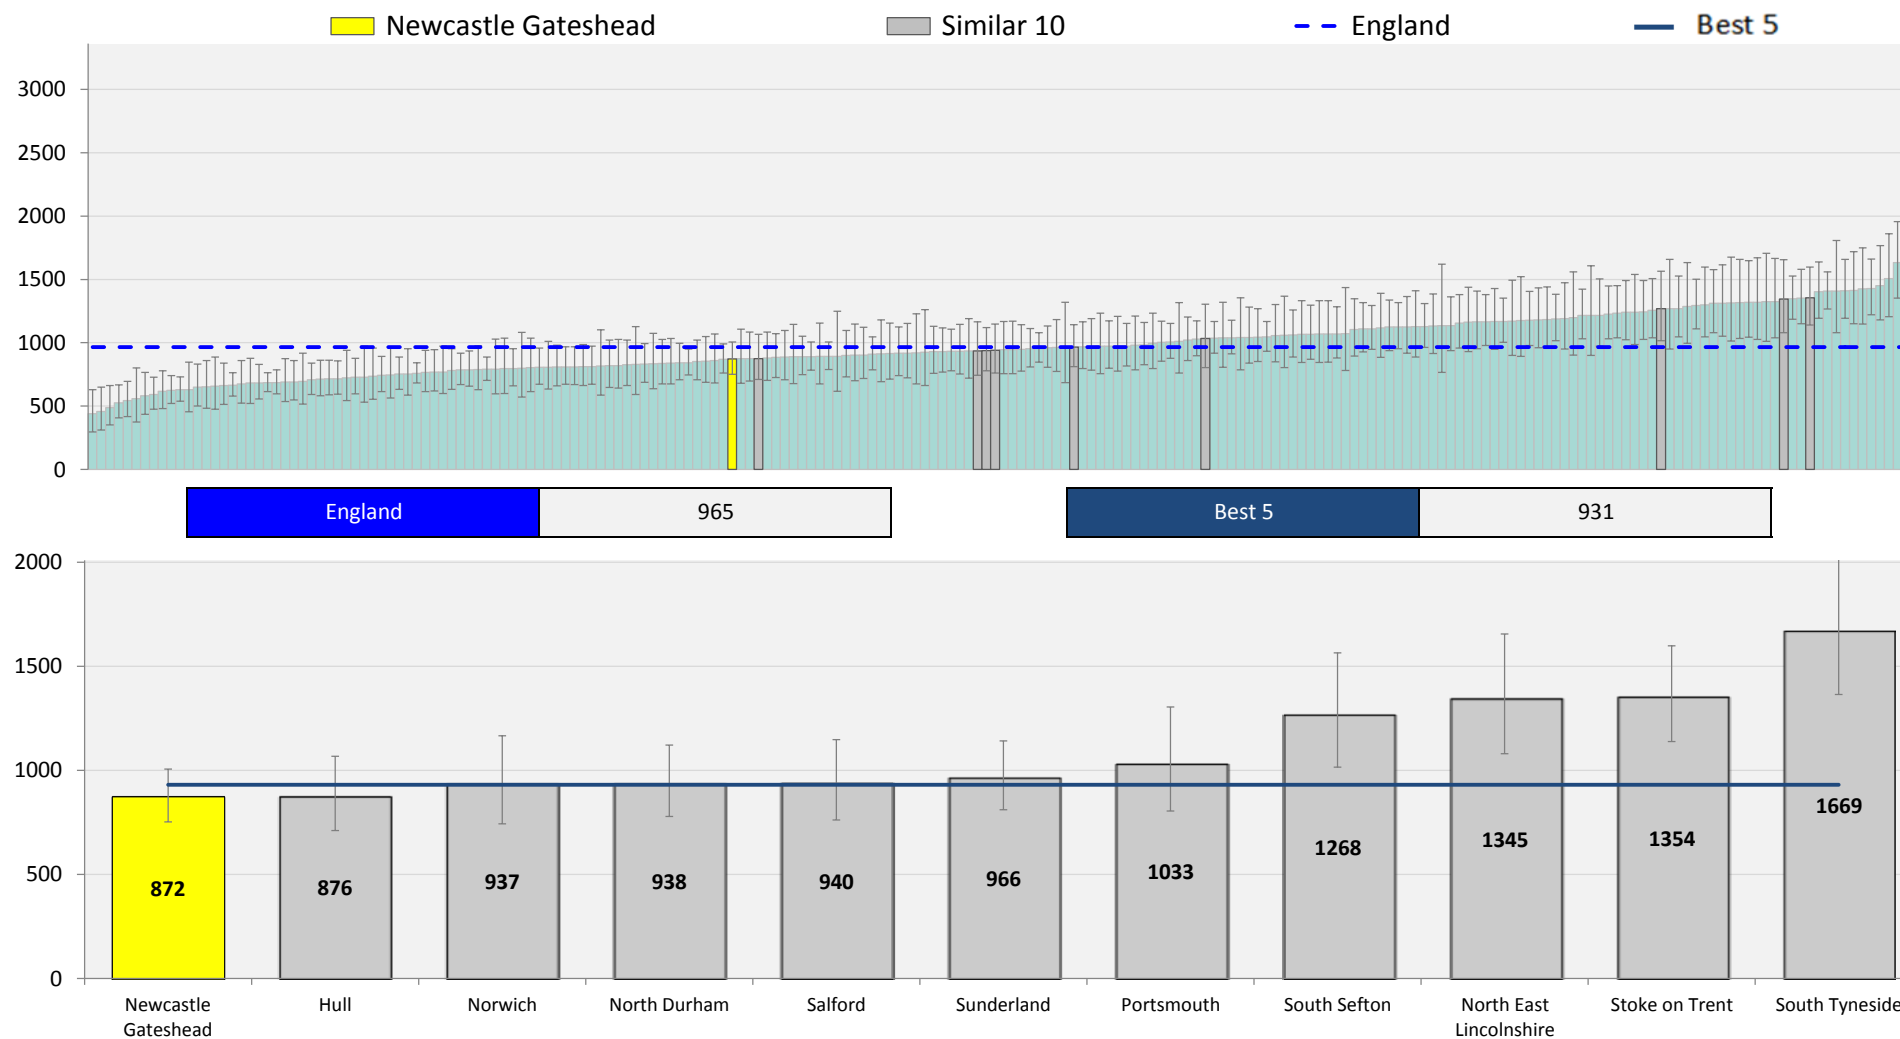 Newcastle Gateshead Similar 10 England Best 5
3000
2500
2000
1500
1000
500
0
England 965 Best 5 931
2000
1500
1000
500
0
872 876 937 938 940 966 1033 1268 1345 1354 1669
Newcastle Hull Norwich North Durham Salford Sunderland Portsmouth South Sefton North East Stoke on Trent South Tyneside
Gateshead Lincolnshire